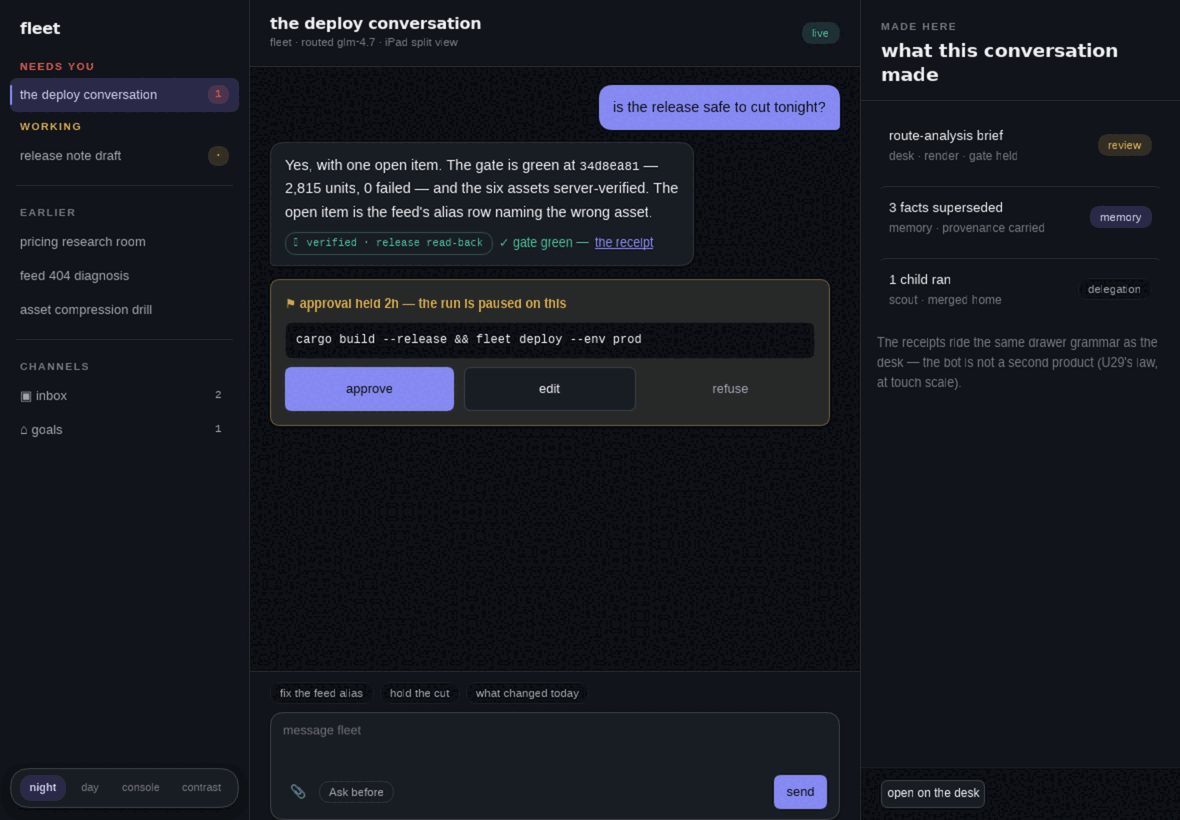 fleet
NEEDS YOU
the deploy conversation 1
WORKING
release note draft ·
EARLIER
pricing research room
feed 404 diagnosis
asset compression drill
CHANNELS
inbox 2
goals 1
night day console contrast
the deploy conversation
fleet · routed glm-4.7 · iPad split view
live
is the release safe to cut tonight?
Yes, with one open item. The gate is green at 34d8ea81 —
2,815 units, 0 failed — and the six assets server-verified. The
open item is the feed's alias row naming the wrong asset.
verified · release read-back ✓ gate green — the receipt
⚑ approval held 2h — the run is paused on this
cargo build --release && fleet deploy --env prod
approve edit refuse
fix the feed alias hold the cut what changed today
message fleet
Ask before send
MADE HERE
what this conversation
made
route-analysis brief
desk · render · gate held
review
3 facts superseded
memory · provenance carried
memory
1 child ran
scout · merged home
delegation
The receipts ride the same drawer grammar as the
desk — the bot is not a second product (U29's law,
at touch scale).
open on the desk